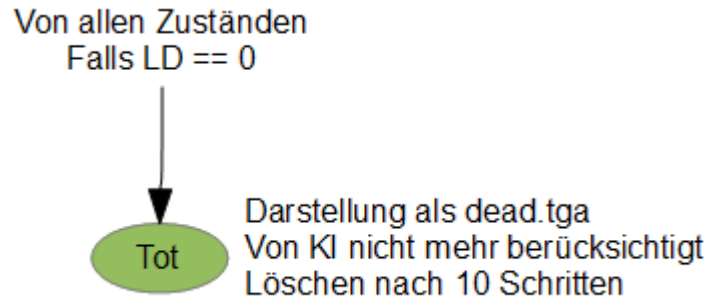 Von allen Zuständen
Falls LD == 0
Tot
Darstellung als dead.tga
Von KI nicht mehr berücksichtigt
Löschen nach 10 Schritten